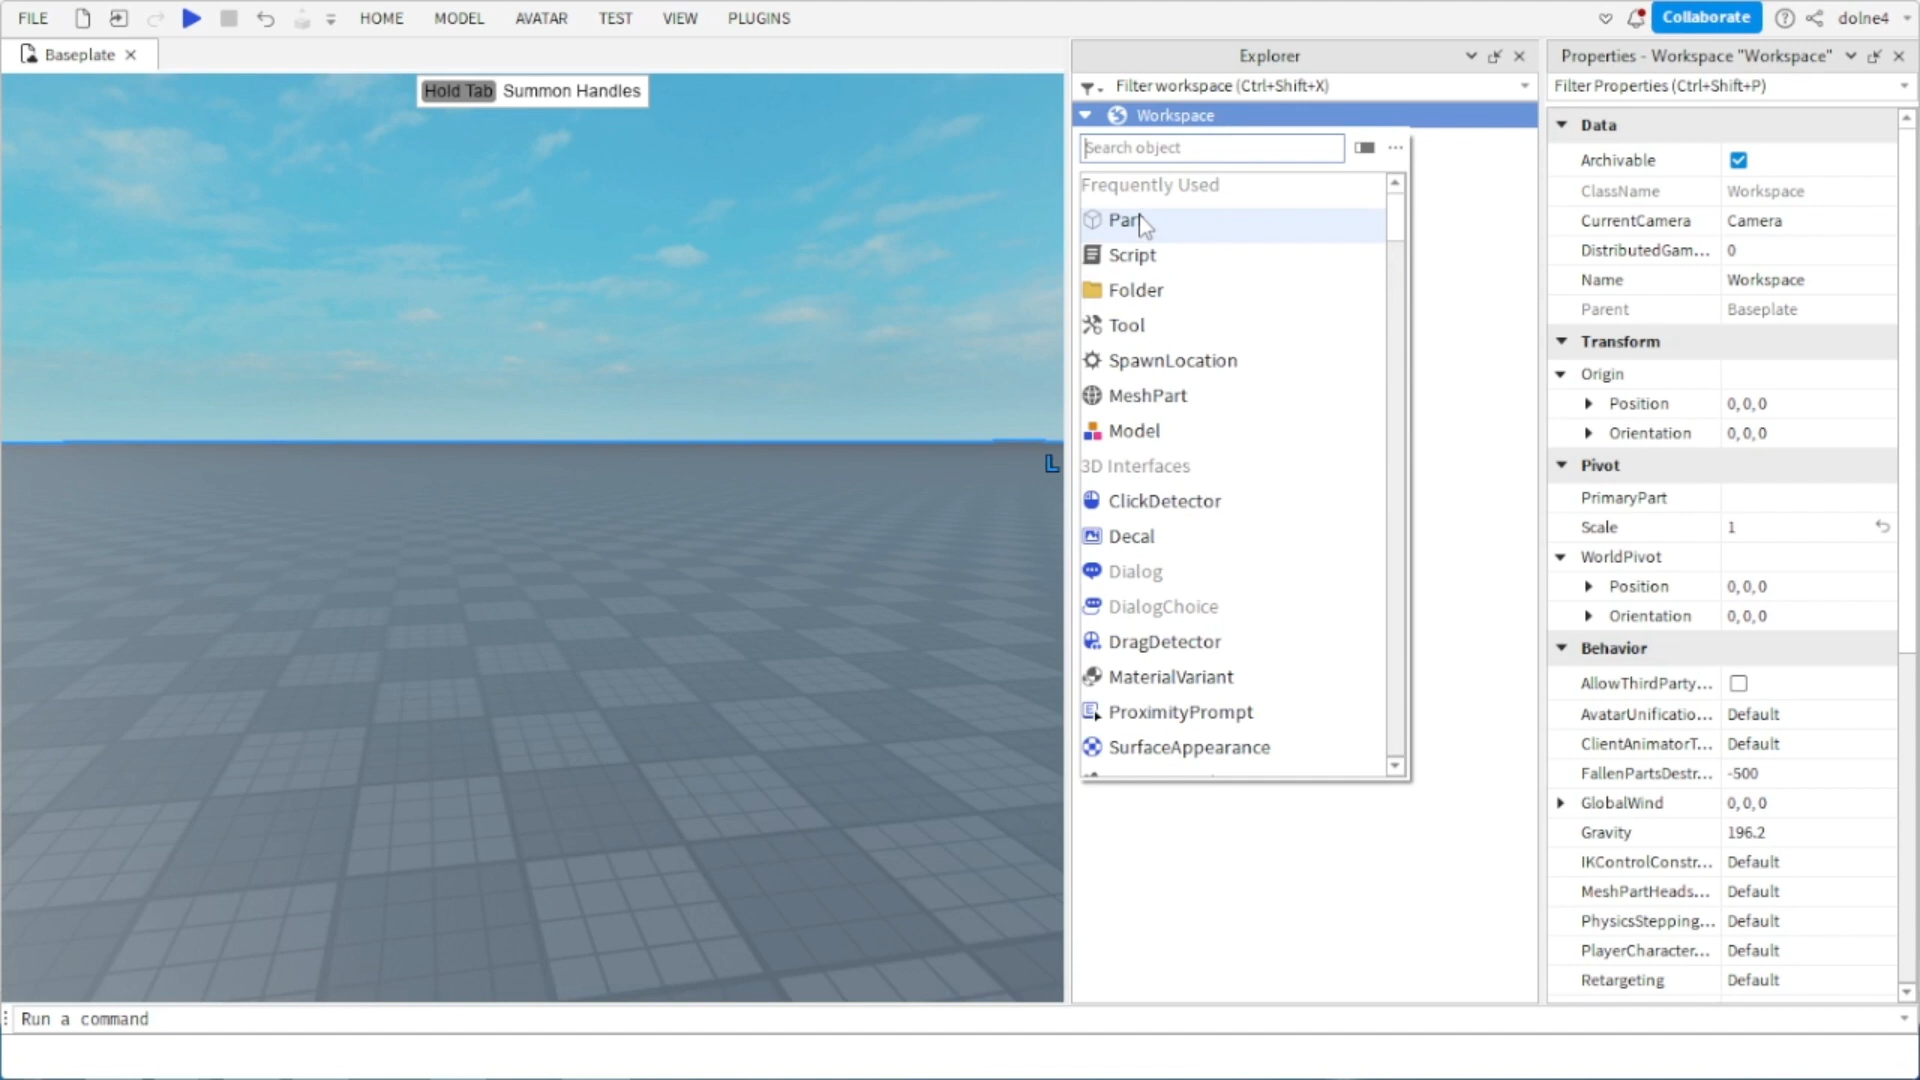 FILE HOME MODEL AVATAR TEST VIEW PLUGINS Collaborate dolne4
Baseplate
Hold Tab Summon Handles
Explorer
Filter workspace (Ctrl+Shift+X)
Workspace
Search object
Frequently Used
Part
Script
Folder
Tool
SpawnLocation
MeshPart
Model
3D Interfaces
ClickDetector
Decal
Dialog
DialogChoice
DragDetector
MaterialVariant
ProximityPrompt
SurfaceAppearance
Properties - Workspace "Workspace"
Filter Properties (Ctrl+Shift+P)
Data
Archivable
ClassName Workspace
CurrentCamera Camera
DistributedGam... 0
Name Workspace
Parent Baseplate
Transform
Origin
Position 0, 0, 0
Orientation 0, 0, 0
Pivot
PrimaryPart
Scale 1
WorldPivot
Position 0, 0, 0
Orientation 0, 0, 0
Behavior
AllowThirdParty...
AvatarUnificatio... Default
ClientAnimatorT... Default
FallenPartsDestr... -500
GlobalWind 0, 0, 0
Gravity 196.2
IKControlConstr... Default
MeshPartHeads... Default
PhysicsStepping... Default
PlayerCharacter... Default
Retargeting Default
L
Run a command